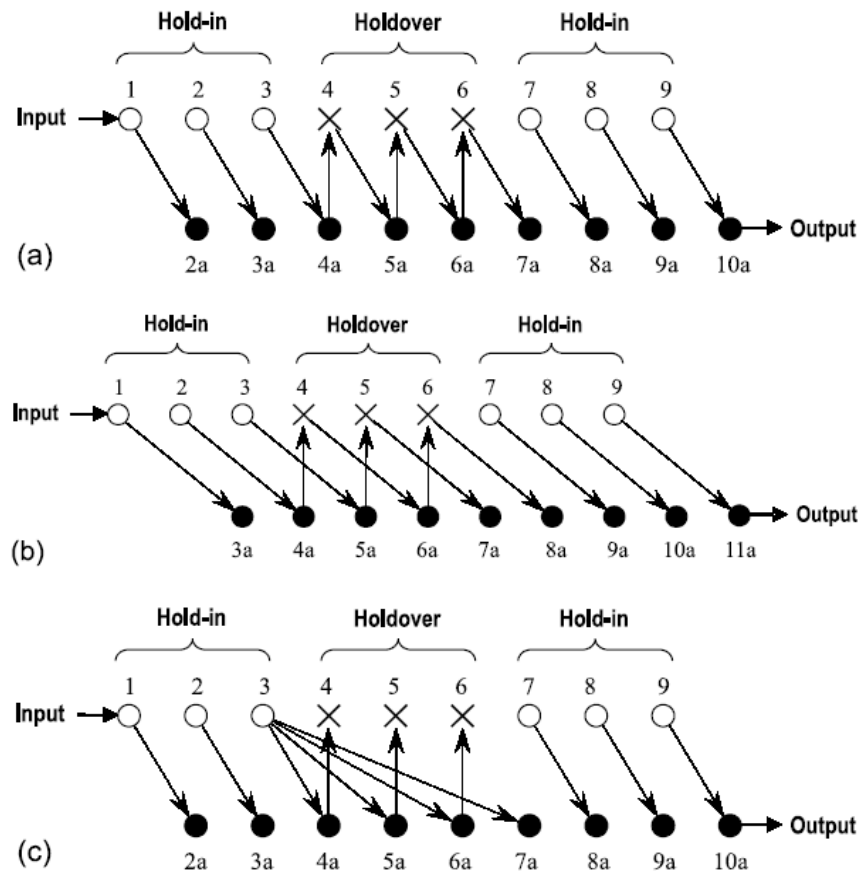 Hold-in Holdover Hold-in
1 2 3 4 5 6 7 8 9
Input
Output
2a 3a 4a 5a 6a 7a 8a 9a 10a
(a)
Hold-in Holdover Hold-in
1 2 3 4 5 6 7 8 9
Input
Output
3a 4a 5a 6a 7a 8a 9a 10a 11a
(b)
Hold-in Holdover Hold-in
1 2 3 4 5 6 7 8 9
Input
Output
2a 3a 4a 5a 6a 7a 8a 9a 10a
(c)